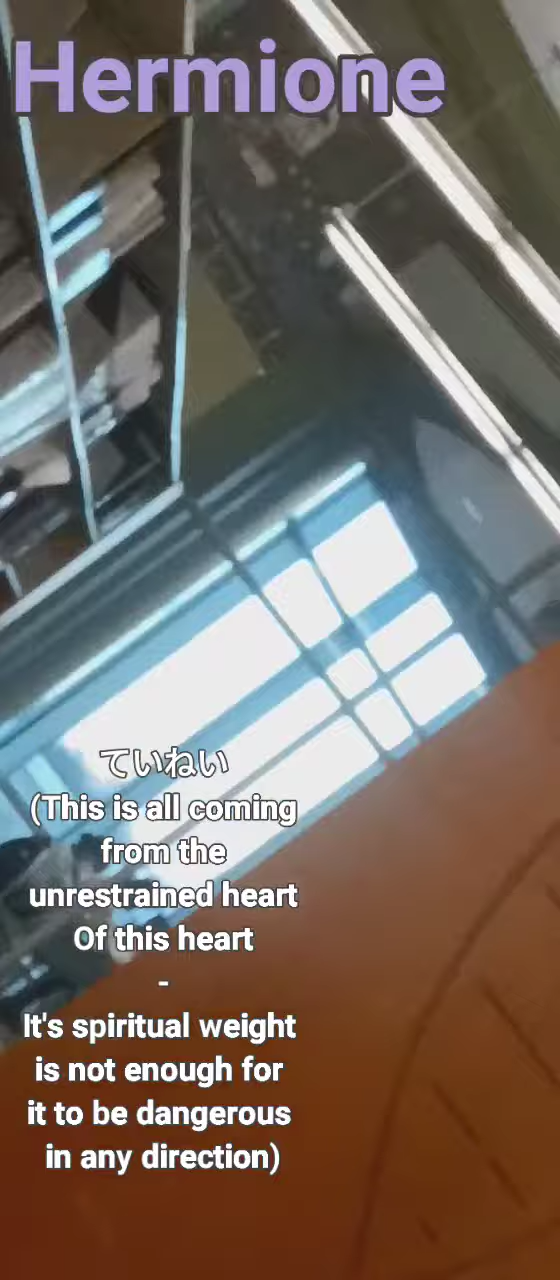 Hermione
ていねい
(This is all coming
from the
unrestrained heart
Of this heart
-
It's spiritual weight
is not enough for
it to be dangerous
in any direction)